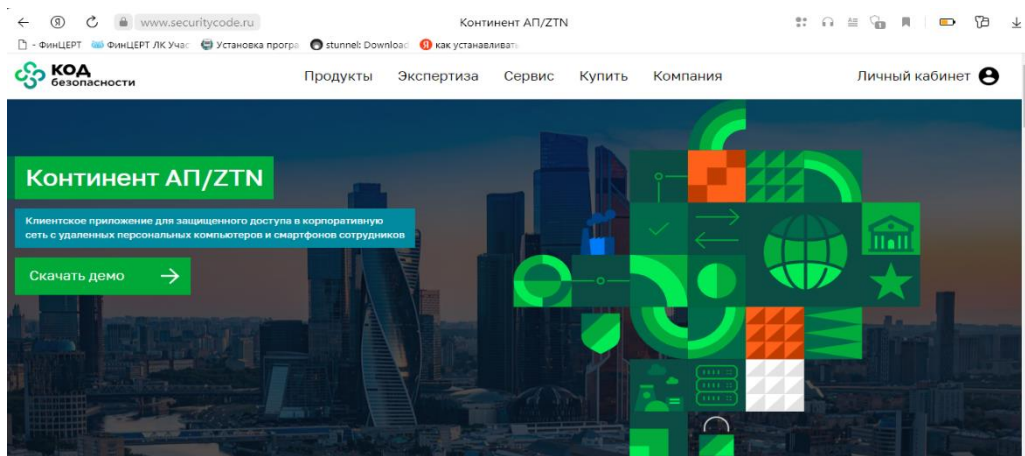 www.securitycode.ru
Континент АП/ZTN
- ФинЦЕРТ
ФинЦЕРТ ЛК Учас
Установка програ
stunnel: Download
как устанавливать
КОД
безопасности
Продукты
Экспертиза
Сервис
Купить
Компания
Личный кабинет
Континент АП/ZTN
Клиентское приложение для защищенного доступа в корпоративную
сеть с удаленных персональных компьютеров и смартфонов сотрудников
Скачать демо